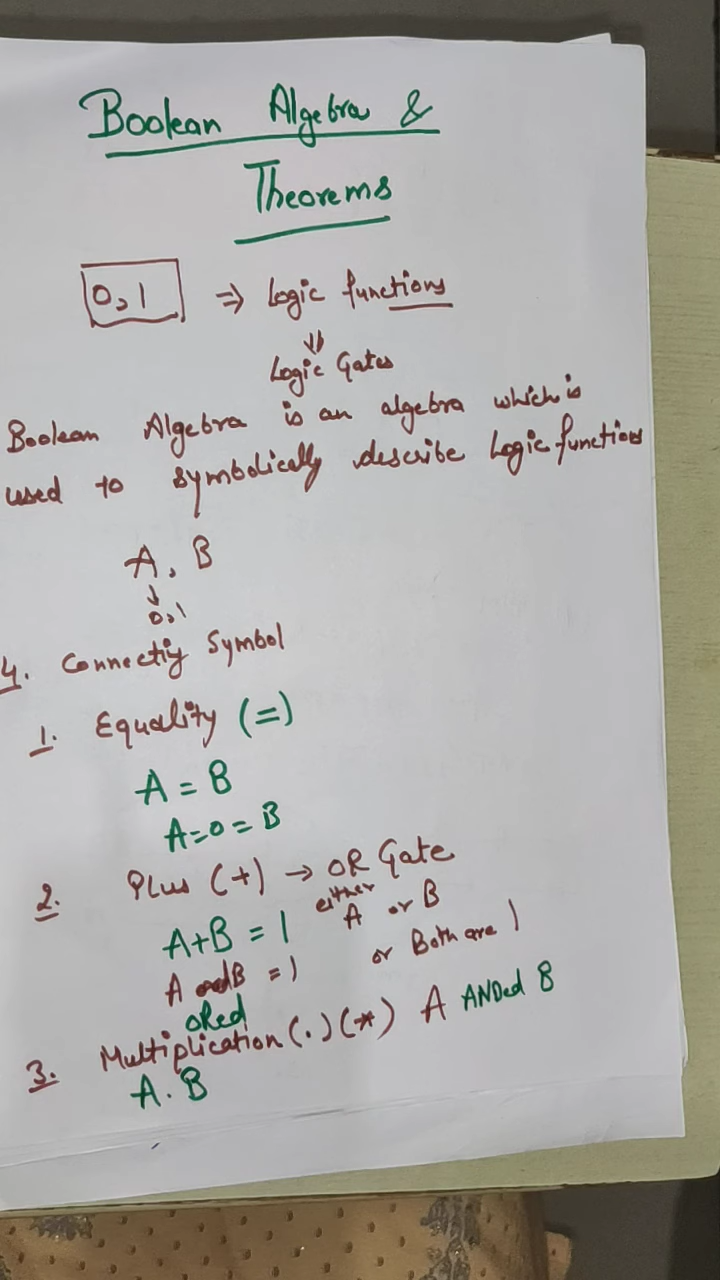 Boolean Algebra &
Theorems
0,1 ⇒ Logic functions
⇓
Logic Gates
Boolean Algebra is an algebra which is
used to symbolically describe Logic functions
A, B
↓
0,1
4. Connectig Symbol
1. Equality (=)
A = B
A=0=B
2. Plus (+) → OR Gate
either
A+B = 1 A or B
or Both are 1
A B = 1
ORed
3. Multiplication (.) (*) A ANDed B
A.B